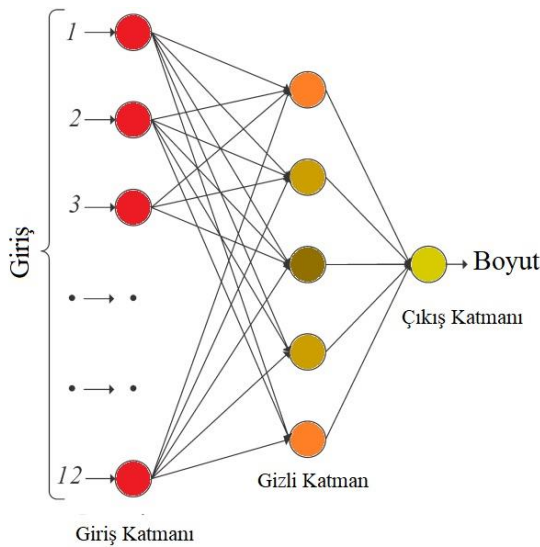 1
2
3
12
Giriş
Giriş Katmanı
Gizli Katman
Boyut
Çıkış Katmanı